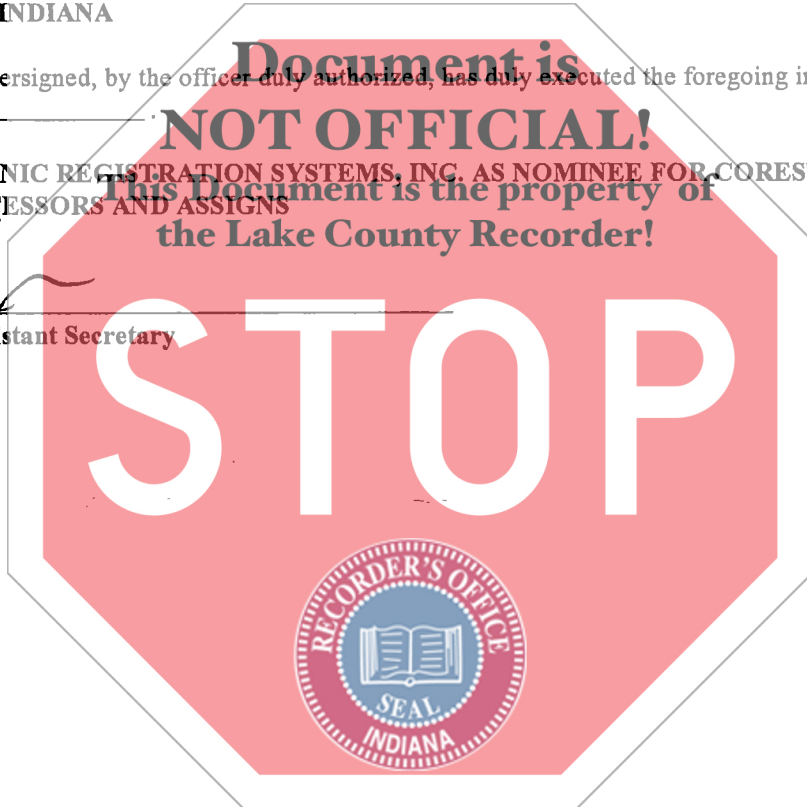 INDIANA
Document is
ersigned, by the officer duly authorized, has duly executed the foregoing in
NOT OFFICIAL!
NIC REGISTRATION SYSTEMS, INC. AS NOMINEE FOR CORES
This Document is the property of
ESSORS AND ASSIGNS
the Lake County Recorder!
stant Secretary
STOP
RECORDER'S OFFICE
SEAL
INDIANA